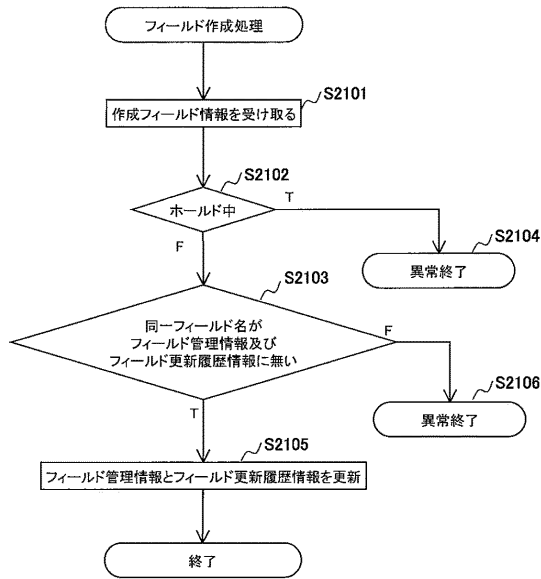 フィールド作成処理
S2101
作成フィールド情報を受け取る
S2102
ホールド中
T
F
S2104
異常終了
S2103
同一フィールド名が
フィールド管理情報及び
フィールド更新履歴情報に無い
F
T
S2106
異常終了
S2105
フィールド管理情報とフィールド更新履歴情報を更新
終了